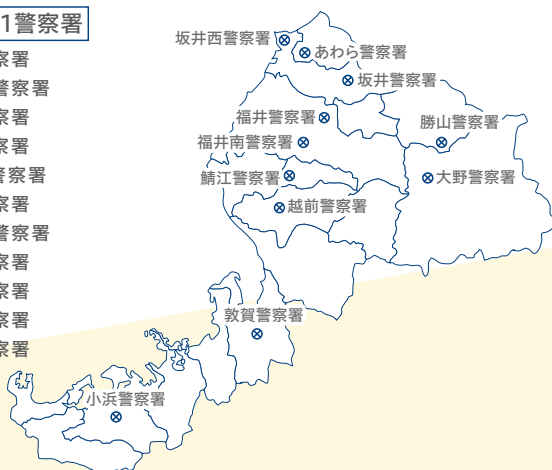 1警察署
察署
警察署
察署
察署
警察署
察署
警察署
察署
察署
察署
察署
坂井西警察署
あわら警察署
坂井警察署
福井警察署
勝山警察署
福井南警察署
鯖江警察署
大野警察署
越前警察署
敦賀警察署
小浜警察署